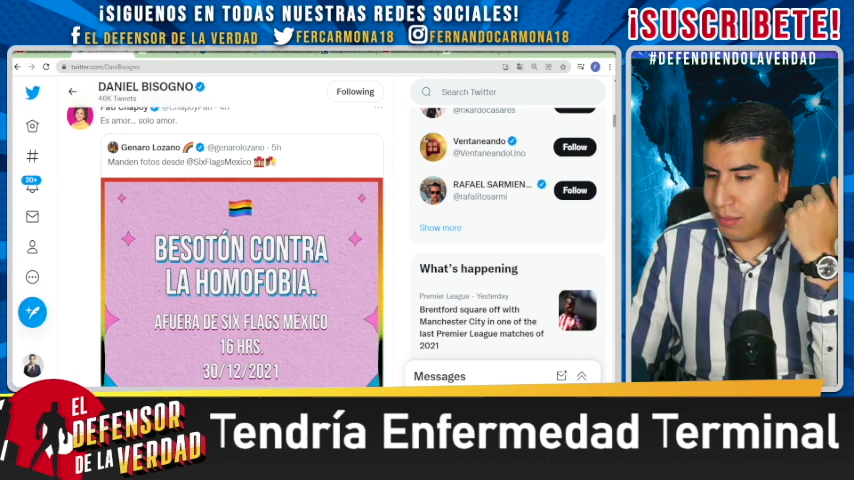 ¡SIGUENOS EN TODAS NUESTRAS REDES SOCIALES!
EL DEFENSOR DE LA VERDAD
FERCARMONA18
FERNANDOCARMONA18
¡SUSCRIBETE!
#DEFENDIENDOLAVERDAD
twitter.com/DaniBisogno
DANIEL BISOGNO
46K Tweets
Following
Pati Chapoy @ChapoyPati · 4h
Es amor... solo amor.
Genaro Lozano @genarolozano · 5h
Manden fotos desde @SixFlagsMexico
BESOTÓN CONTRA
LA HOMOFOBIA.
AFUERA DE SIX FLAGS MÉXICO
16 HRS.
30/12/2021
20+
Search Twitter
@rikardocasares
Ventaneando
@VentaneandoUno
Follow
RAFAEL SARMIEN...
@rafalitosarmi
Follow
Show more
What's happening
Premier League · Yesterday
Brentford square off with
Manchester City in one of the
last Premier League matches of
2021
Messages
EL
DEFENSOR
DE LA VERDAD
Tendría Enfermedad Terminal